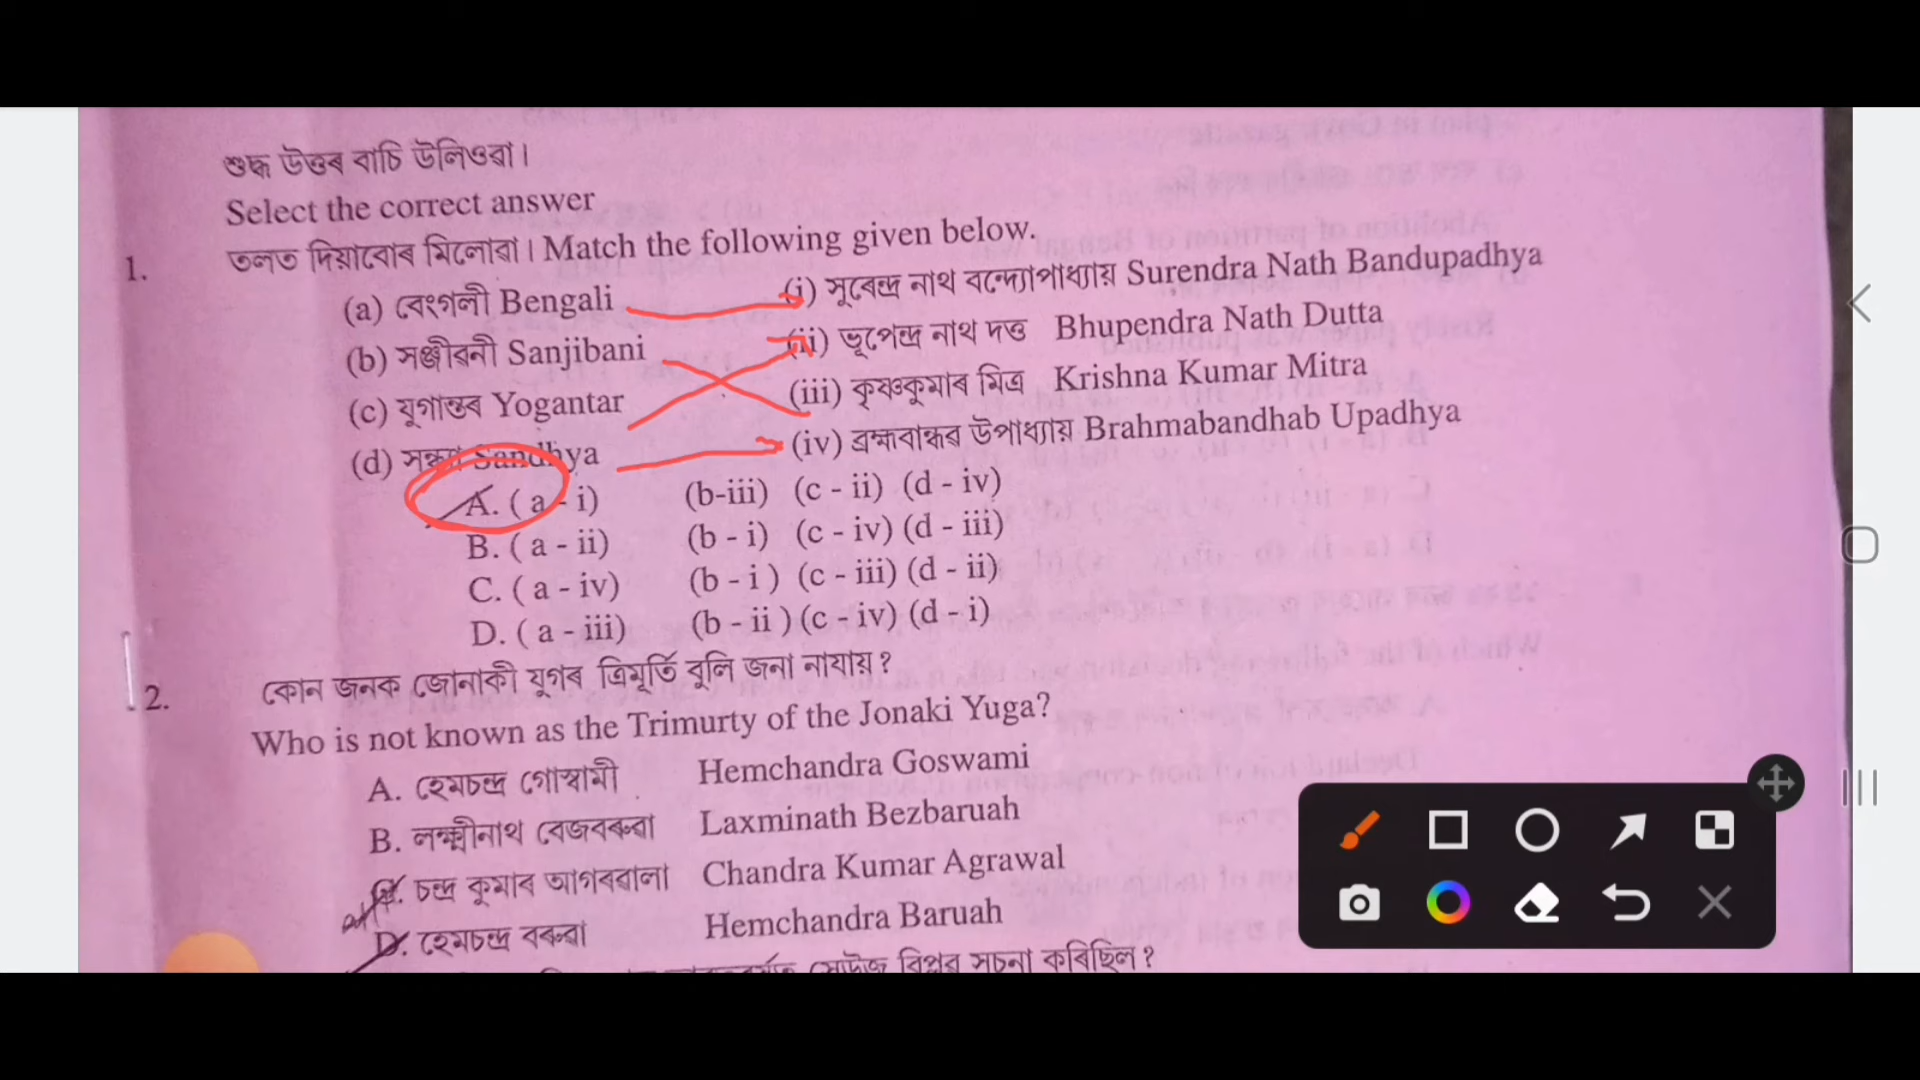 শুদ্ধ উত্তৰ বাচি উলিওৱা।
Select the correct answer
1. তলত দিয়াবোৰ মিলোৱা। Match the following given below.
(a) বেংগলী Bengali (i) সুৰেন্দ্ৰ নাথ বন্দ্যোপাধ্যায় Surendra Nath Bandupadhya
(b) সঞ্জীৱনী Sanjibani (ii) ভূপেন্দ্ৰ নাথ দত্ত Bhupendra Nath Dutta
(c) যুগান্তৰ Yogantar (iii) কৃষ্ণকুমাৰ মিত্ৰ Krishna Kumar Mitra
(d) সন্ধ্যা Sandhya (iv) ব্ৰহ্মবান্ধৱ উপাধ্যায় Brahmabandhab Upadhya
A. ( a - i) (b-iii) (c - ii) (d - iv)
B. ( a - ii) (b - i) (c - iv) (d - iii)
C. ( a - iv) (b - i ) (c - iii) (d - ii)
D. ( a - iii) (b - ii ) (c - iv) (d - i)
2. কোন জনক জোনাকী যুগৰ ত্ৰিমূৰ্তি বুলি জনা নাযায়?
Who is not known as the Trimurty of the Jonaki Yuga?
A. হেমচন্দ্ৰ গোস্বামী Hemchandra Goswami
B. লক্ষ্মীনাথ বেজবৰুৱা Laxminath Bezbaruah
C. চন্দ্ৰ কুমাৰ আগৰৱালা Chandra Kumar Agrawal
D. হেমচন্দ্ৰ বৰুৱা Hemchandra Baruah
সেউজ বিপ্লৱ সূচনা কৰিছিল?